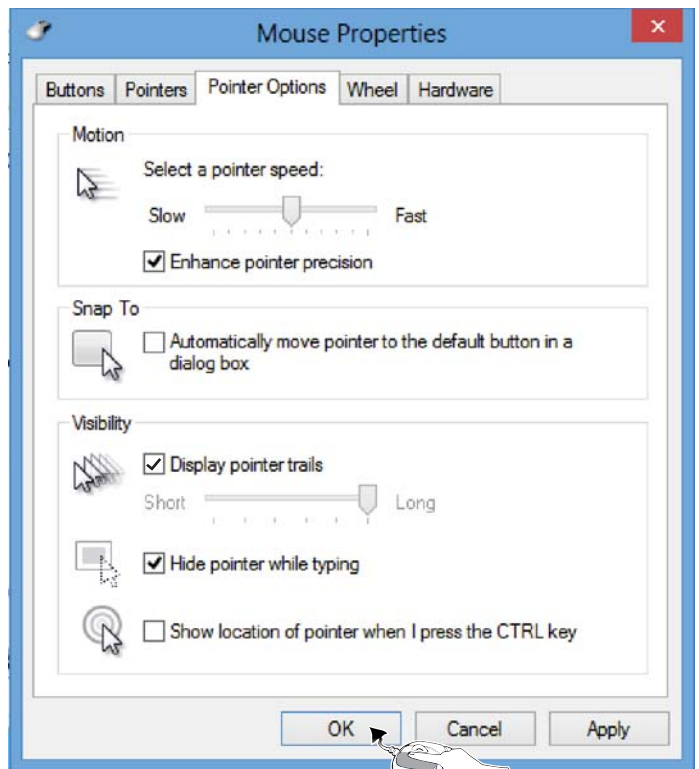 Mouse Properties
Buttons Pointers Pointer Options Wheel Hardware
Motion
Select a pointer speed:
Slow Fast
Enhance pointer precision
Snap To
Automatically move pointer to the default button in a
dialog box
Visibility
Display pointer trails
Short Long
Hide pointer while typing
Show location of pointer when I press the CTRL key
OK Cancel Apply